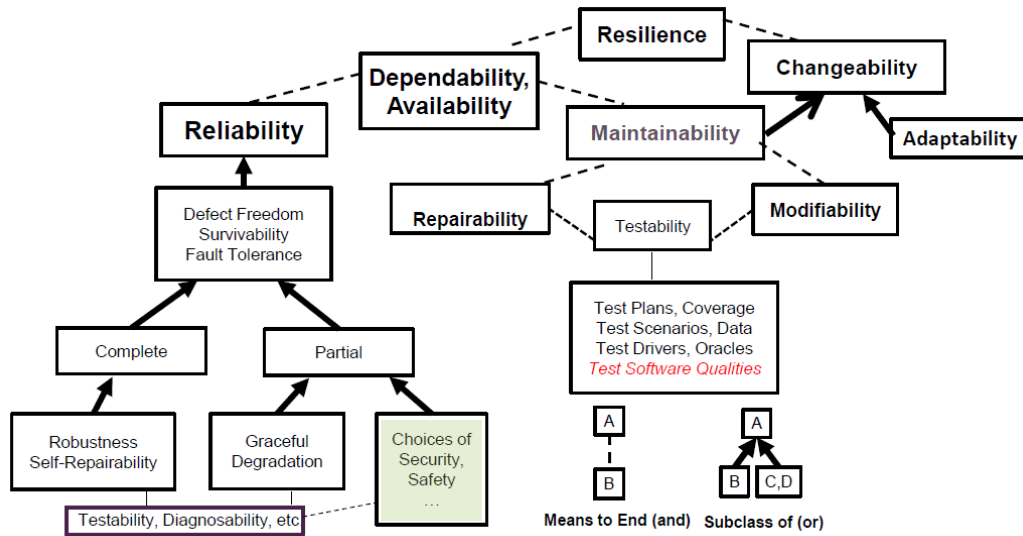 Resilience
Changeability
Dependability,
Availability
Reliability
Maintainability
Adaptability
Defect Freedom
Survivability
Fault Tolerance
Repairability
Testability
Modifiability
Test Plans, Coverage
Test Scenarios, Data
Test Drivers, Oracles
Test Software Qualities
Complete
Partial
Robustness
Self-Repairability
Graceful
Degradation
Choices of
Security,
Safety
...
Testability, Diagnosability, etc
A
B
Means to End (and)
A
B
C,D
Subclass of (or)